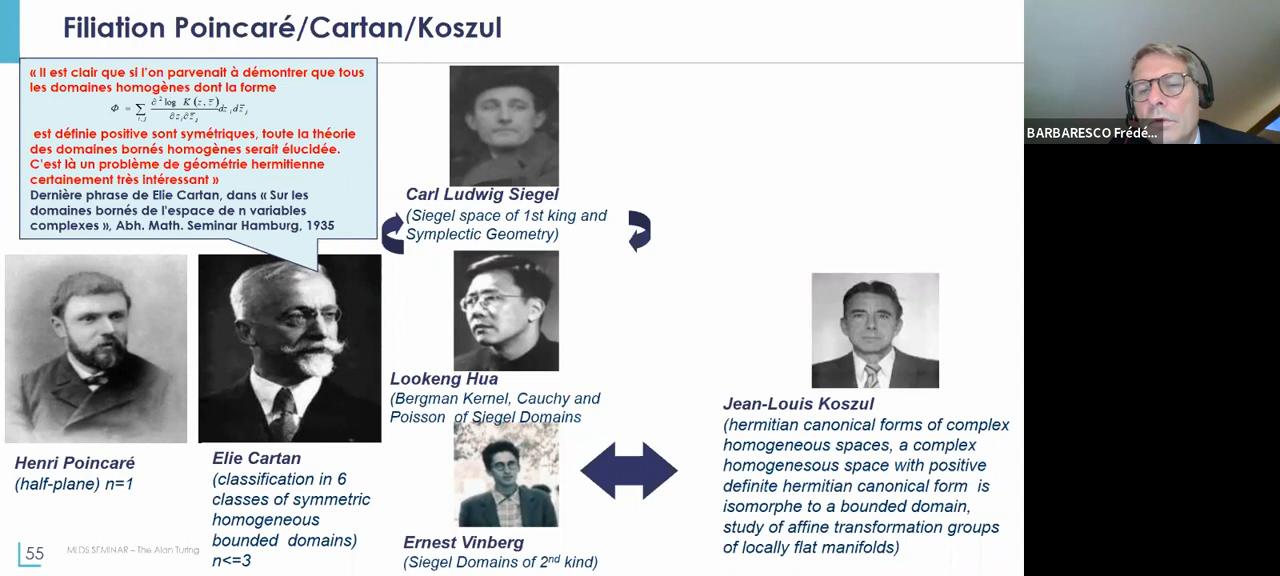 Filiation Poincaré/Cartan/Koszul
« Il est clair que si l'on parvenait à démontrer que tous
les domaines homogènes dont la forme
Φ = ∑ i,j ∂² log K(z, z̄) / ∂z i ∂z̄ j dz i dz̄ j
est définie positive sont symétriques, toute la théorie
des domaines bornés homogènes serait élucidée.
C'est là un problème de géométrie hermitienne
certainement très intéressant »
Dernière phrase de Elie Cartan, dans « Sur les
domaines bornés de l'espace de n variables
complexes », Abh. Math. Seminar Hamburg, 1935
Henri Poincaré
(half-plane) n=1
Elie Cartan
(classification in 6
classes of symmetric
homogeneous
bounded domains)
n<=3
Carl Ludwig Siegel
(Siegel space of 1st king and
Symplectic Geometry)
Lookeng Hua
(Bergman Kernel, Cauchy and
Poisson of Siegel Domains
Ernest Vinberg
(Siegel Domains of 2nd kind)
Jean-Louis Koszul
(hermitian canonical forms of complex
homogeneous spaces, a complex
homogenesous space with positive
definite hermitian canonical form is
isomorphe to a bounded domain,
study of affine transformation groups
of locally flat manifolds)
55
MLDS SEMINAR – The Alan Turing
BARBARESCO Frédé...